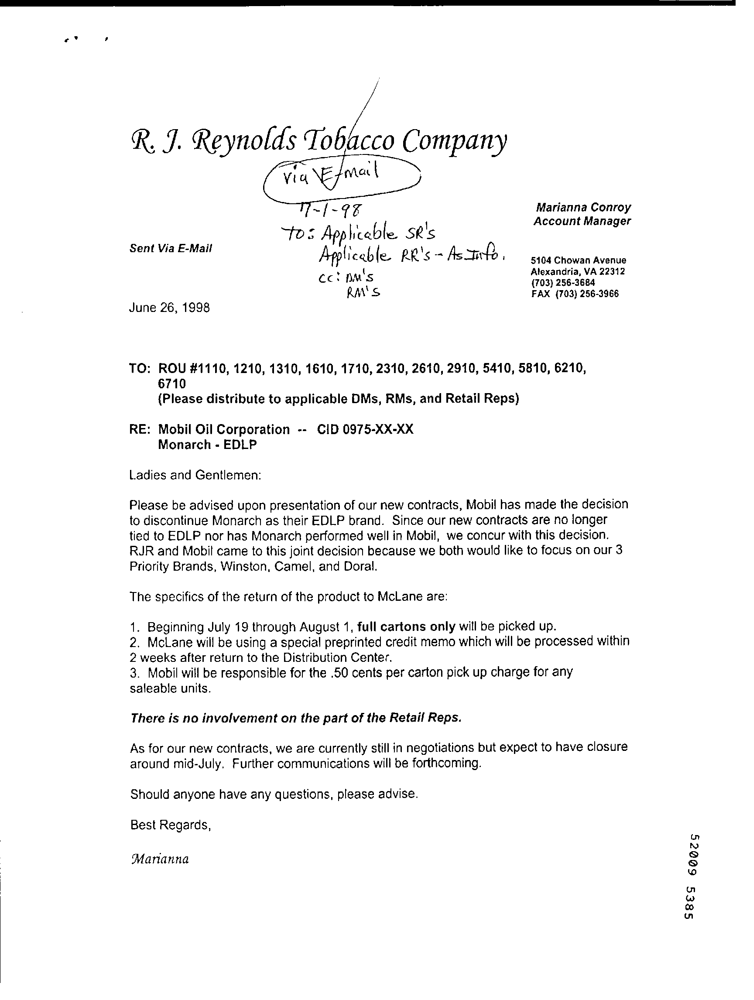 R. J. Reynolds Tobacco Company
Via E-mail
7-1-98
To: Applicable SR's
Applicable RR's - As Info.
cc: DM's
RM's
Marianna Conroy
Account Manager
Sent Via E-Mail
5104 Chowan Avenue
Alexandria, VA 22312
(703) 256-3684
FAX (703) 256-3966
June 26, 1998
TO: ROU #1110, 1210, 1310, 1610, 1710, 2310, 2610, 2910, 5410, 5810, 6210,
6710
(Please distribute to applicable DMs, RMs, and Retail Reps)
RE: Mobil Oil Corporation -- CID 0975-XX-XX
Monarch - EDLP
Ladies and Gentlemen:
Please be advised upon presentation of our new contracts, Mobil has made the decision
to discontinue Monarch as their EDLP brand. Since our new contracts are no longer
tied to EDLP nor has Monarch performed well in Mobil, we concur with this decision.
RJR and Mobil came to this joint decision because we both would like to focus on our 3
Priority Brands, Winston, Camel, and Doral.
The specifics of the return of the product to McLane are:
1. Beginning July 19 through August 1, full cartons only will be picked up.
2. McLane will be using a special preprinted credit memo which will be processed within
2 weeks after return to the Distribution Center.
3. Mobil will be responsible for the .50 cents per carton pick up charge for any
saleable units.
There is no involvement on the part of the Retail Reps.
As for our new contracts, we are currently still in negotiations but expect to have closure
around mid-July. Further communications will be forthcoming.
Should anyone have any questions, please advise.
Best Regards,
Marianna
52009 5385